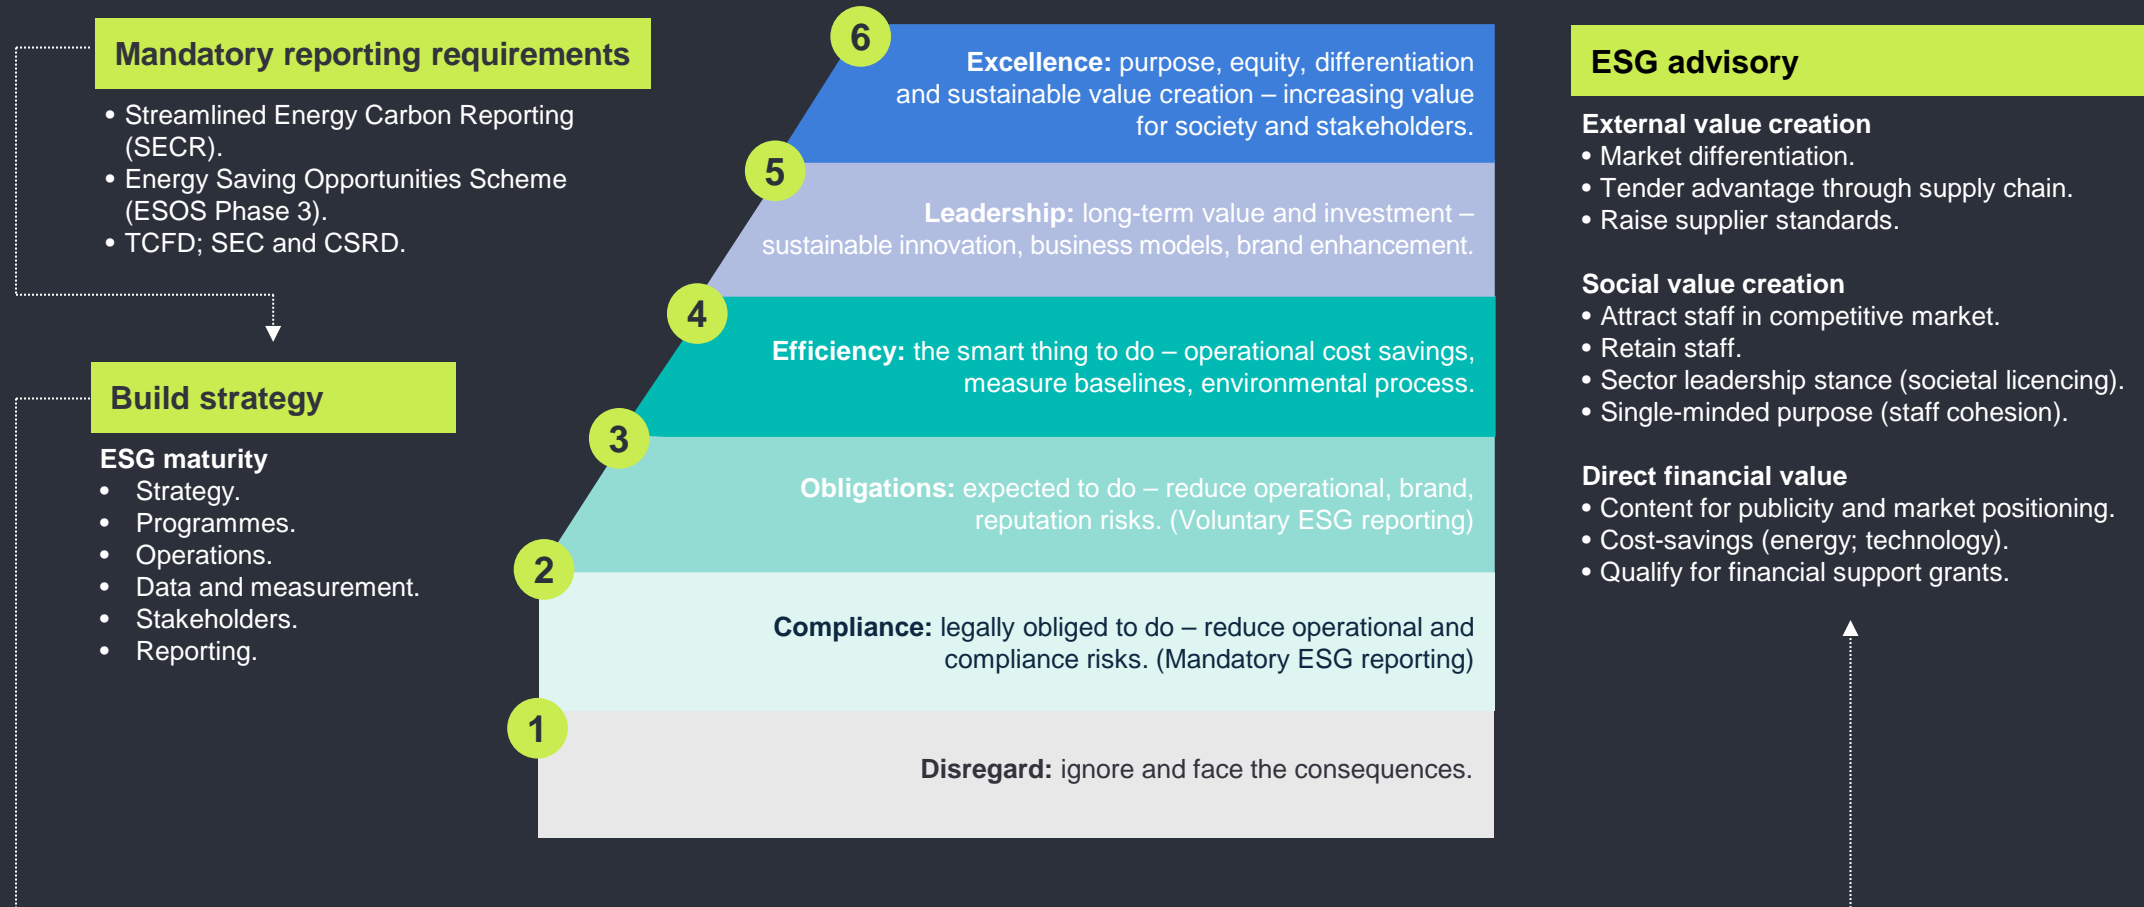 Mandatory reporting requirements
• Streamlined Energy Carbon Reporting
(SECR).
• Energy Saving Opportunities Scheme
(ESOS Phase 3).
• TCFD; SEC and CSRD.
Build strategy
ESG maturity
• Strategy.
• Programmes.
• Operations.
• Data and measurement.
• Stakeholders.
• Reporting.
6
Excellence: purpose, equity, differentiation
and sustainable value creation – increasing value
for society and stakeholders.
5
Leadership: long-term value and investment –
sustainable innovation, business models, brand enhancement.
4
Efficiency: the smart thing to do – operational cost savings,
measure baselines, environmental process.
3
Obligations: expected to do – reduce operational, brand,
reputation risks. (Voluntary ESG reporting)
2
Compliance: legally obliged to do – reduce operational and
compliance risks. (Mandatory ESG reporting)
1
Disregard: ignore and face the consequences.
ESG advisory
External value creation
• Market differentiation.
• Tender advantage through supply chain.
• Raise supplier standards.
Social value creation
• Attract staff in competitive market.
• Retain staff.
• Sector leadership stance (societal licencing).
• Single-minded purpose (staff cohesion).
Direct financial value
• Content for publicity and market positioning.
• Cost-savings (energy; technology).
• Qualify for financial support grants.